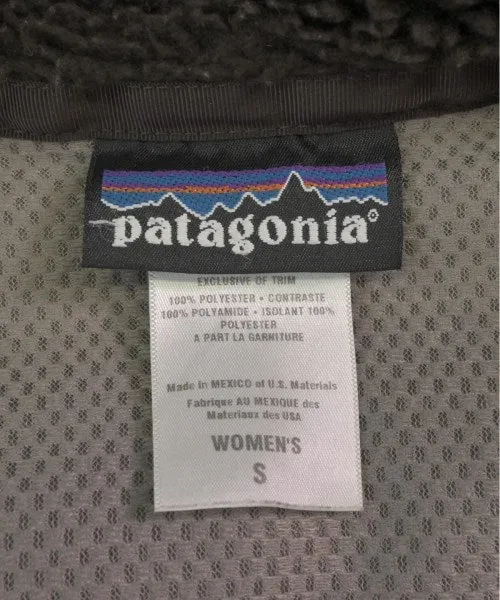 patagonia®
EXCLUSIVE OF TRIM
100% POLYESTER • CONTRASTE
100% POLYAMIDE • ISOLANT 100%
POLYESTER
A PART LA GARNITURE
Made in MEXICO of U.S. Materials
Fabrique AU MEXIQUE des
Materiaux des USA
WOMEN'S
S